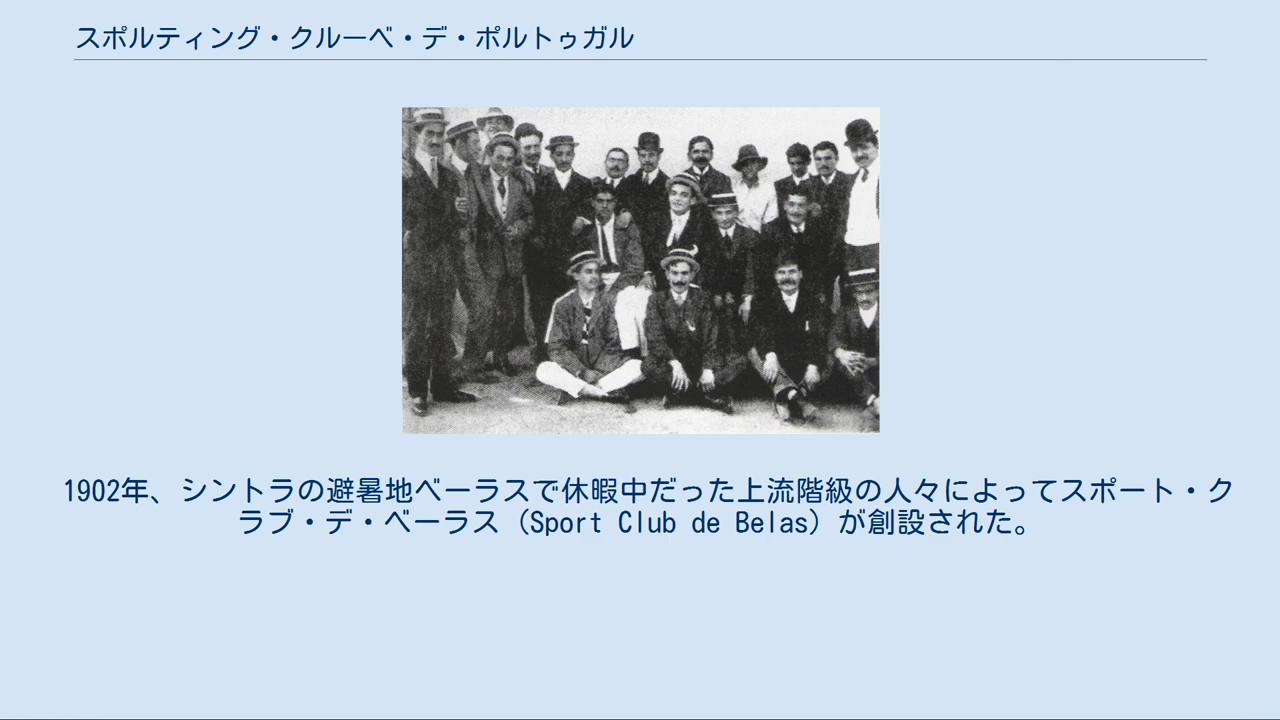 スポルティング・クルーベ・デ・ポルトゥガル
1902年、シントラの避暑地ベーラスで休暇中だった上流階級の人々によってスポート・ク
ラブ・デ・ベーラス（Sport Club de Belas）が創設された。